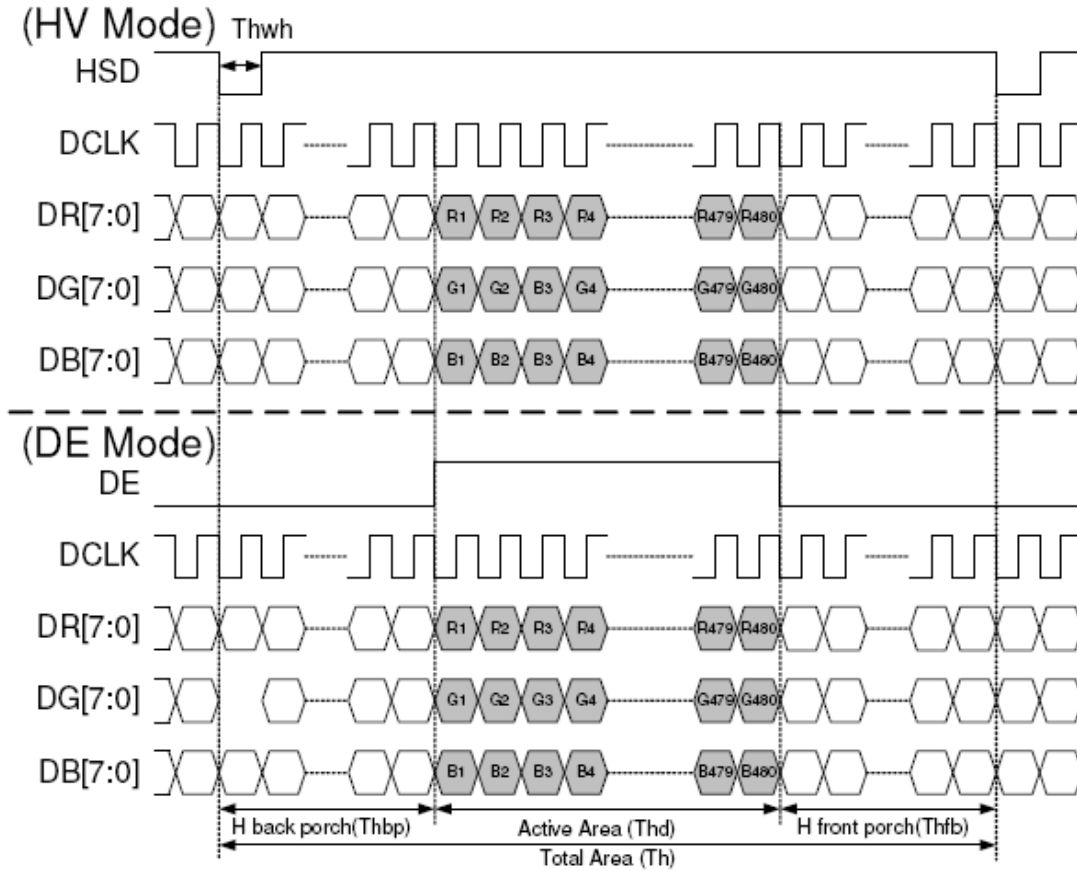 (HV Mode) Thwh
HSD
DCLK
DR[7:0] R1 R2 R3 R4 R479 R480
DG[7:0] G1 G2 B3 G4 G479 G480
DB[7:0] B1 B2 B3 B4 B479 B480
(DE Mode)
DE
DCLK
DR[7:0] R1 R2 R3 R4 R479 R480
DG[7:0] G1 G2 G3 G4 G479 G480
DB[7:0] B1 B2 B3 B4 B479 B480
H back porch(Thbp) Active Area (Thd) H front porch(Thfb)
Total Area (Th)